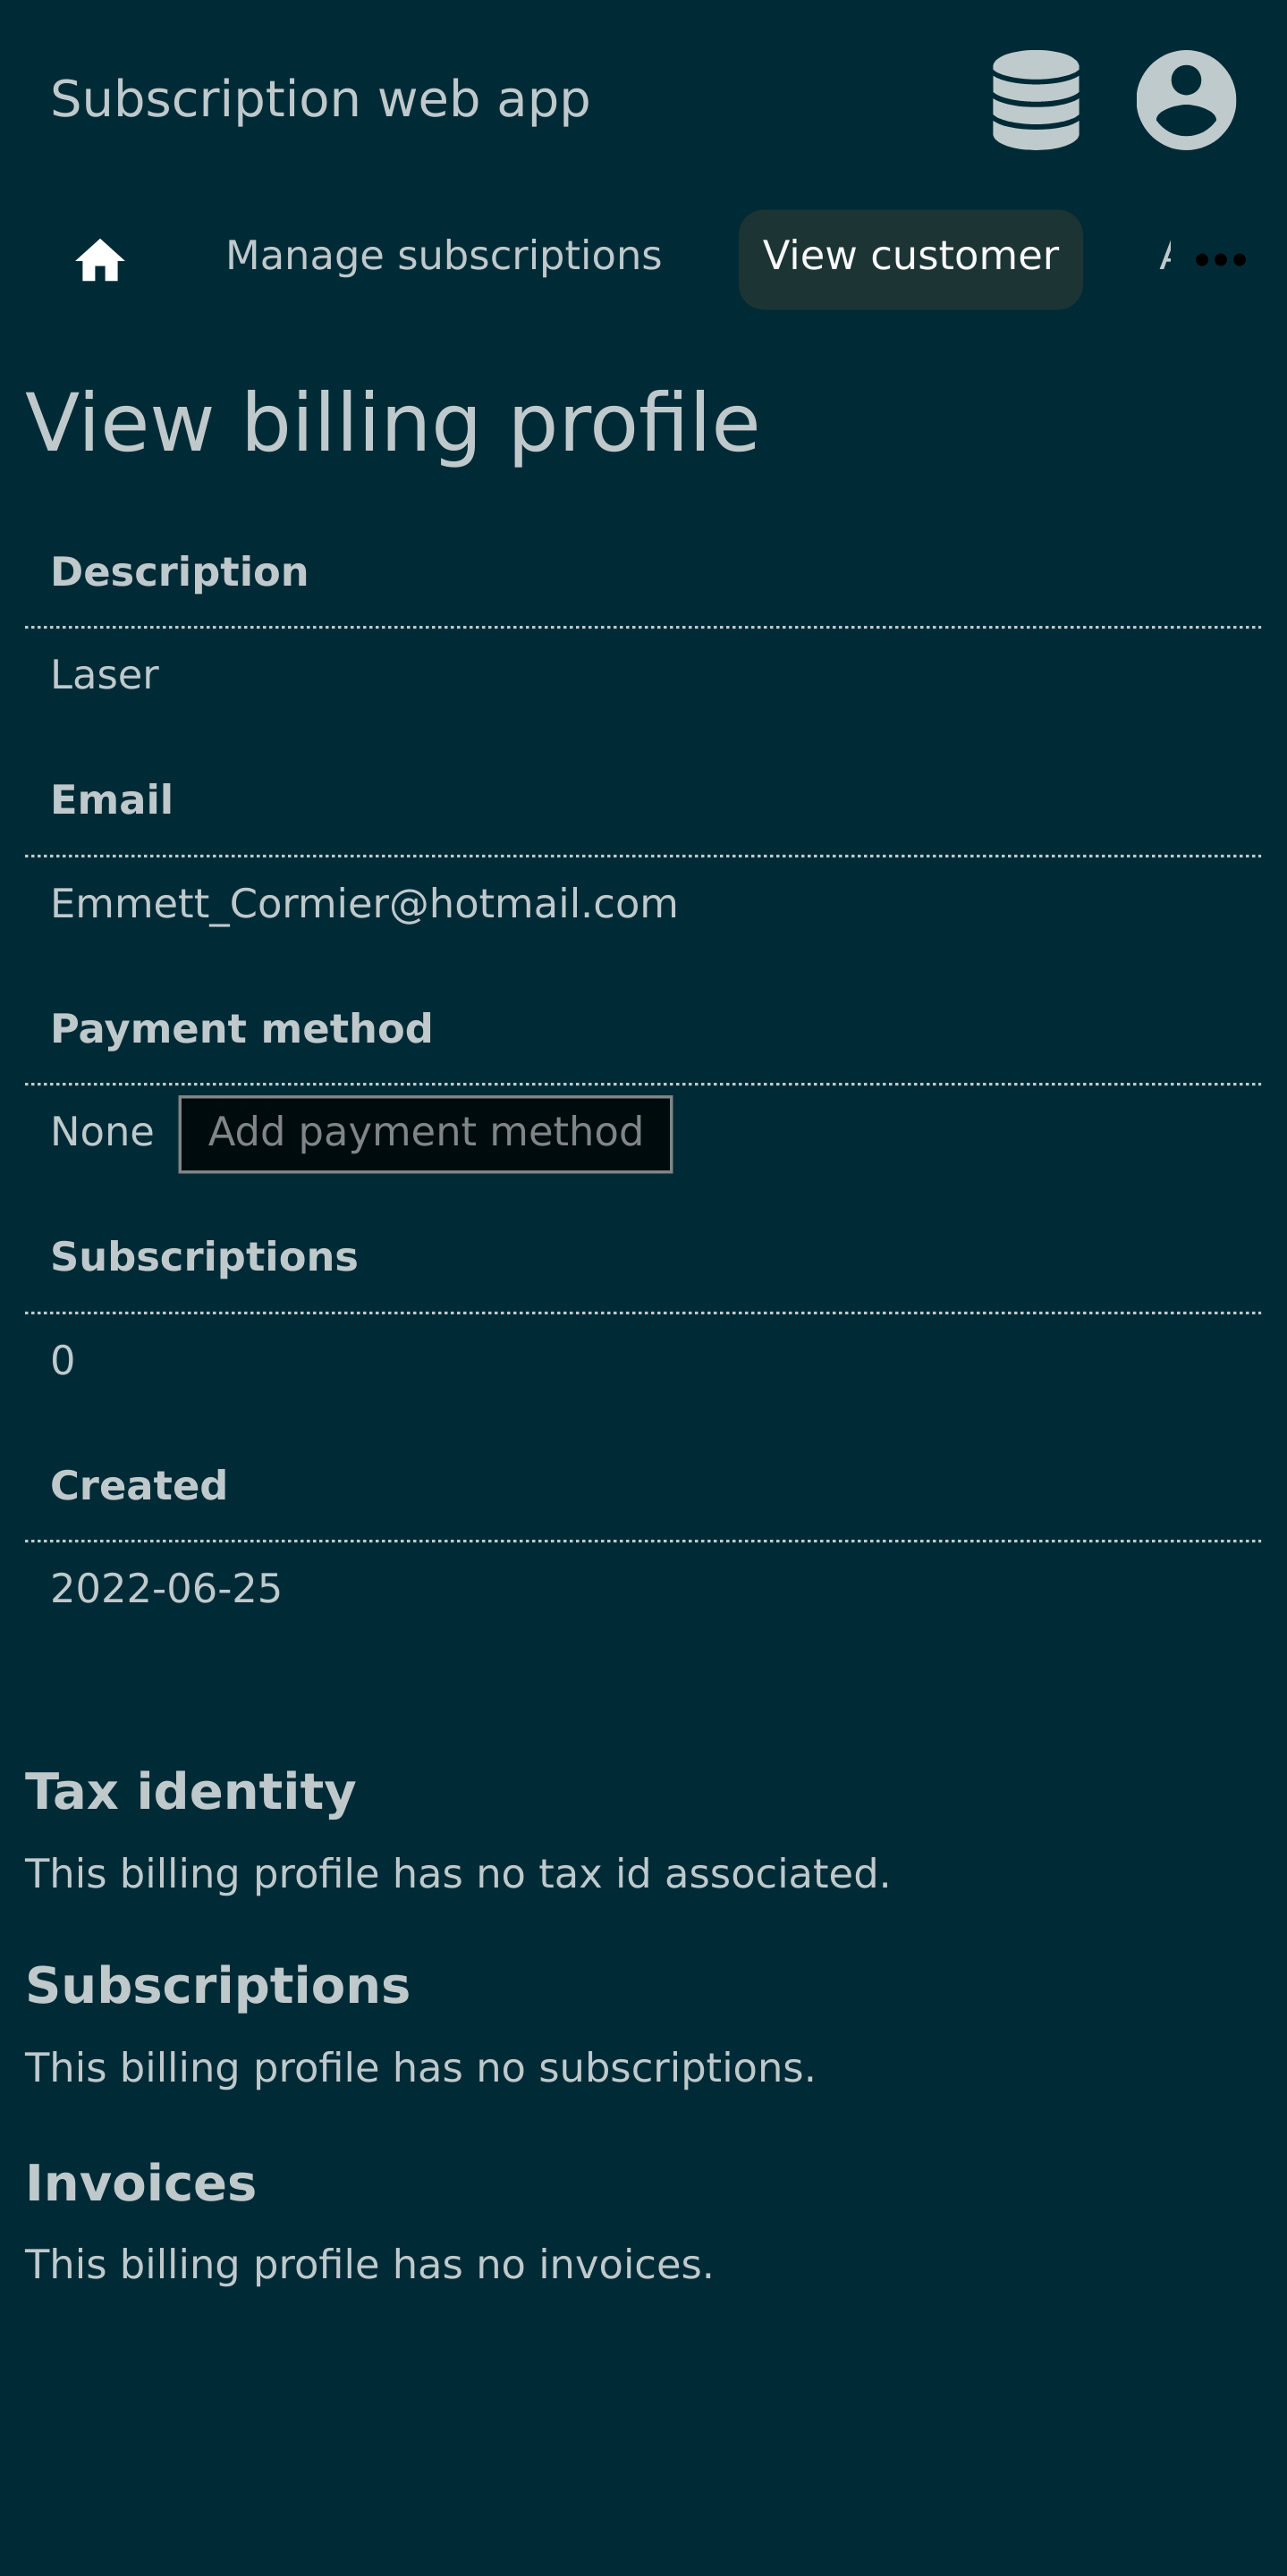 Subscription web app
Manage subscriptions View customer
View billing profile
Description
Laser
Email
Emmett_Cormier@hotmail.com
Payment method
None Add payment method
Subscriptions
0
Created
2022-06-25
Tax identity
This billing profile has no tax id associated.
Subscriptions
This billing profile has no subscriptions.
Invoices
This billing profile has no invoices.